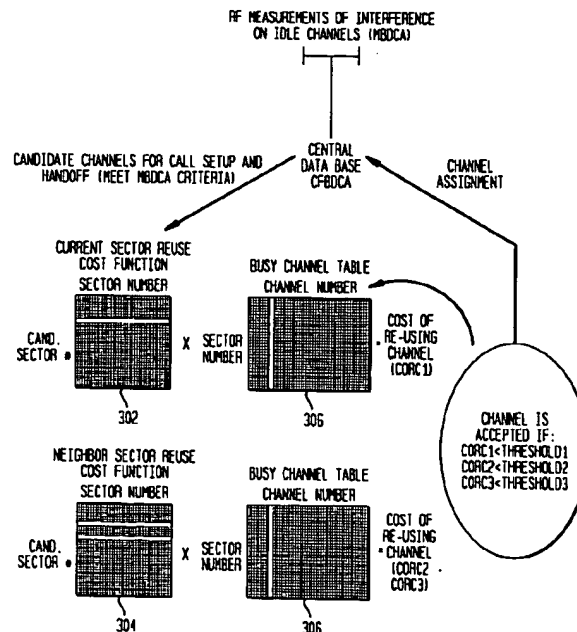 RF MEASUREMENTS OF INTERFERENCE
ON IDLE CHANNELS (MBDCA)
CENTRAL
DATA BASE
CFBDCA
CANDIDATE CHANNELS FOR CALL SETUP AND
HANDOFF (MEET MBDCA CRITERIA)
CHANNEL
ASSIGNMENT
CURRENT SECTOR REUSE
COST FUNCTION
SECTOR NUMBER
BUSY CHANNEL TABLE
CHANNEL NUMBER
CAND.
SECTOR
X
SECTOR
NUMBER
COST OF
RE-USING
CHANNEL
(CORC1)
302
306
CHANNEL IS
ACCEPTED IF:
CORC1<THRESHOLD1
CORC2<THRESHOLD2
CORC3<THRESHOLD3
NEIGHBOR SECTOR REUSE
COST FUNCTION
SECTOR NUMBER
BUSY CHANNEL TABLE
CHANNEL NUMBER
CAND.
SECTOR
X
SECTOR
NUMBER
COST OF
RE-USING
CHANNEL
(CORC2
CORC3)
304
306